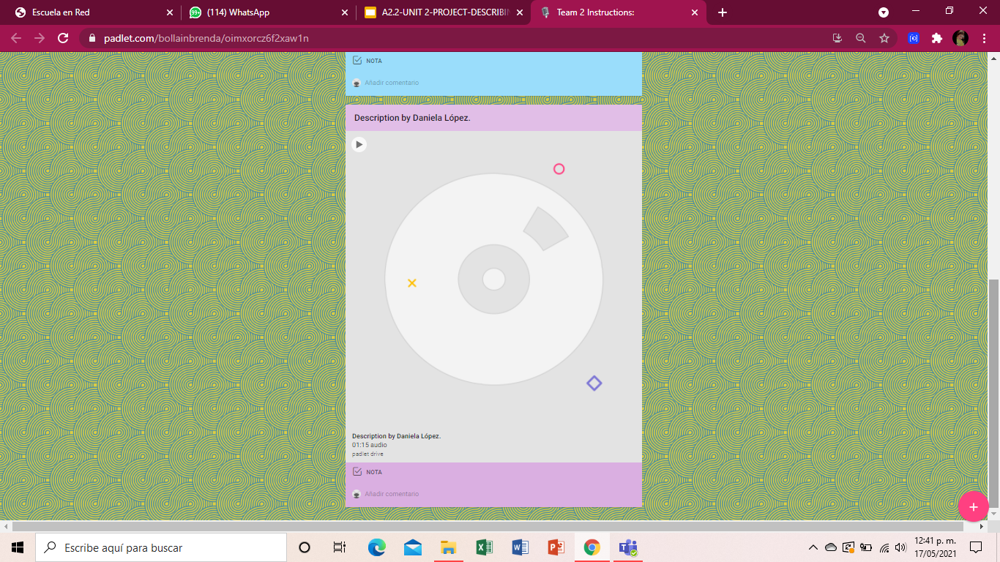 Escuela en Red
99+
(114) WhatsApp
A2.2-UNIT 2-PROJECT-DESCRIBIN
Team 2 Instructions:
padlet.com/bollainbrenda/oimxorcz6f2xaw1n
NOTA
Añadir comentario
Description by Daniela López.
Description by Daniela López.
01:15 audio
padlet drive
NOTA
Añadir comentario
Escribe aquí para buscar
12:41 p. m.
17/05/2021